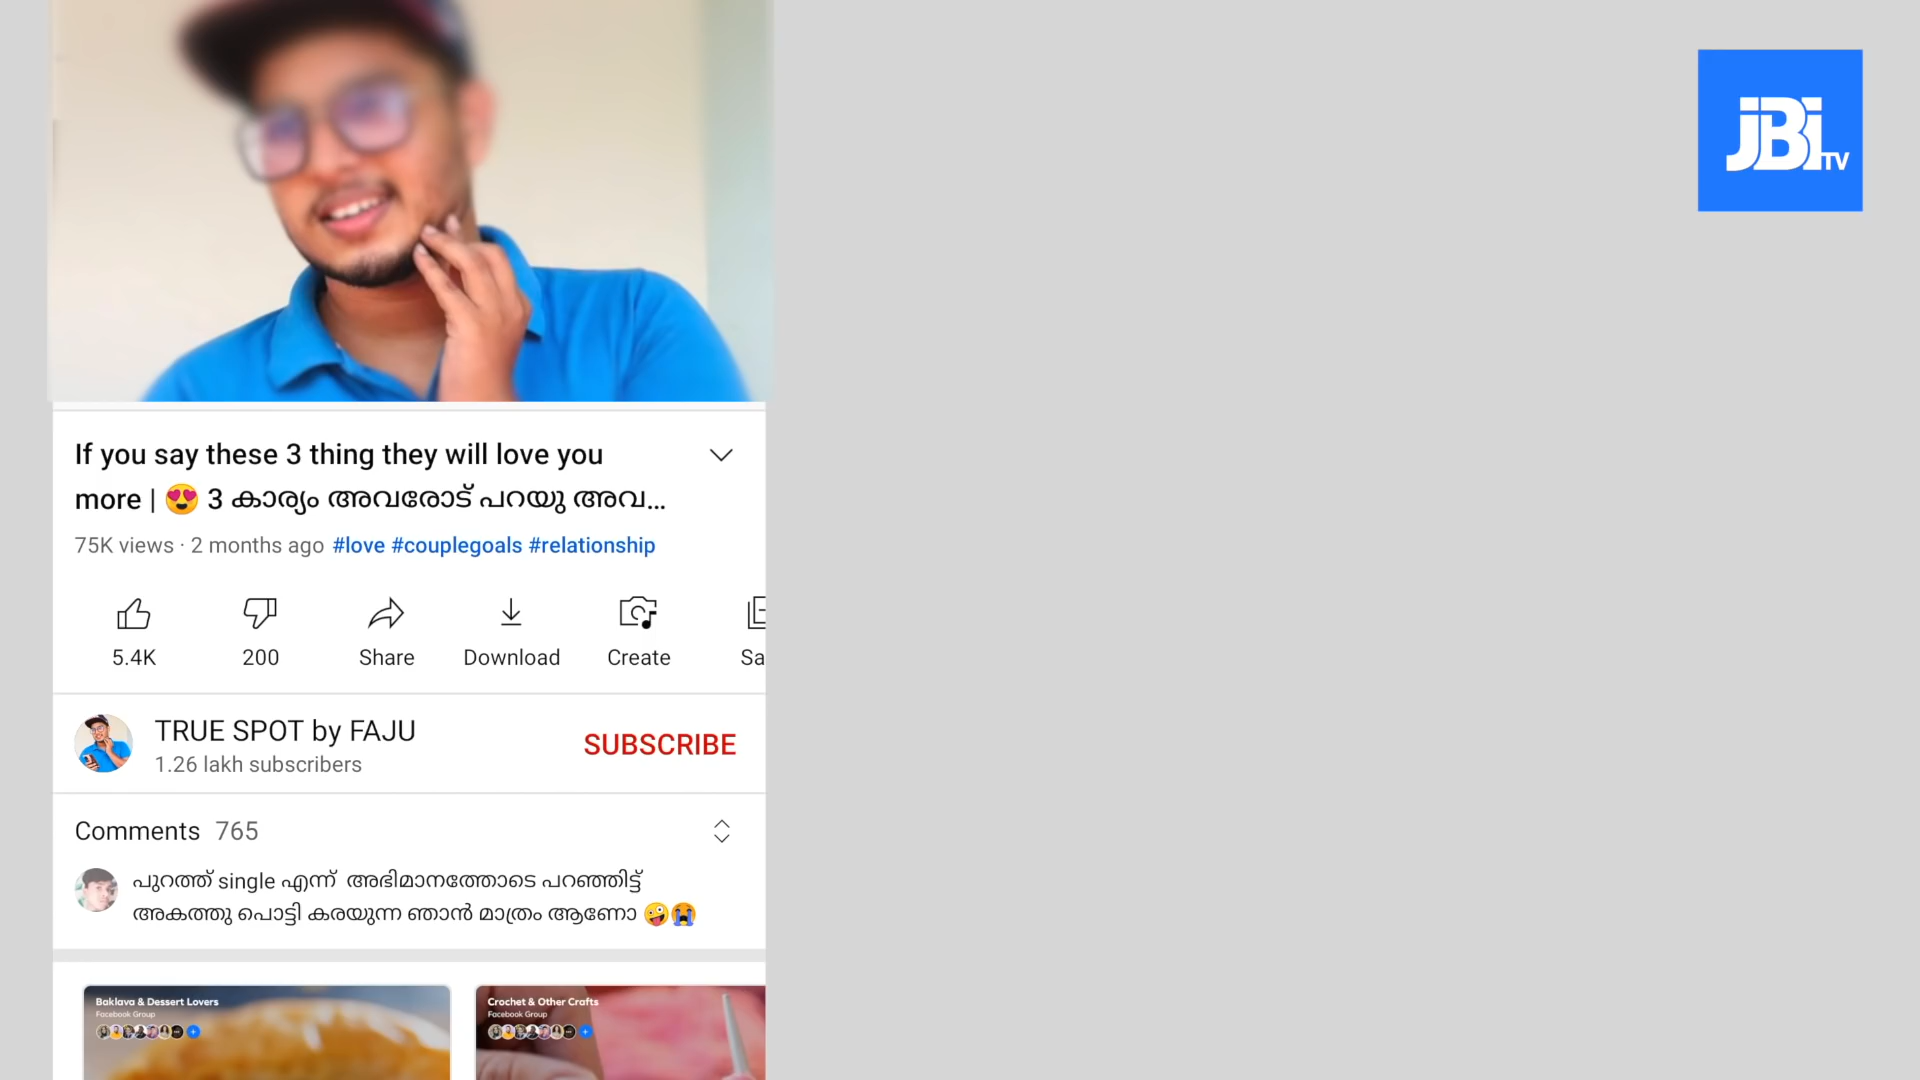 JBi TV
If you say these 3 thing they will love you
more | 😍 3 കാര്യം അവരോട് പറയു അവ...
75K views · 2 months ago #love #couplegoals #relationship
5.4K 200 Share Download Create Sa
TRUE SPOT by FAJU
1.26 lakh subscribers
SUBSCRIBE
Comments 765
പുറത്ത് single എന്ന് അഭിമാനത്തോടെ പറഞ്ഞിട്ട്
അകത്തു പൊട്ടി കരയുന്ന ഞാൻ മാത്രം ആണോ 🤪😭
Baklava & Dessert Lovers
Facebook Group
Crochet & Other Crafts
Facebook Group